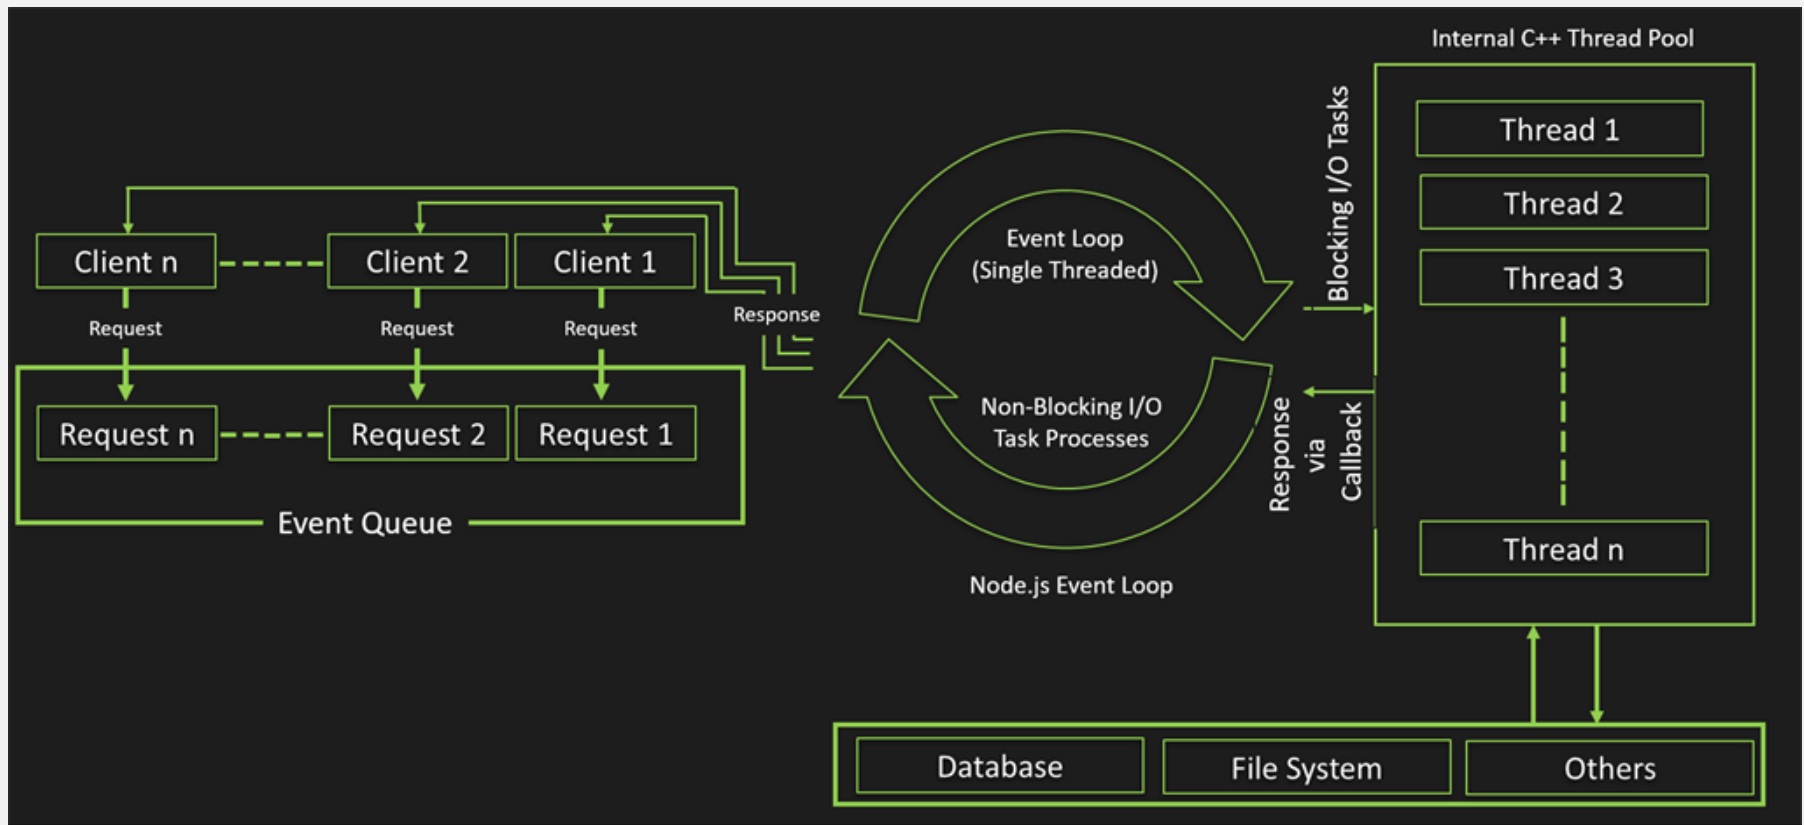 Internal C++ Thread Pool
Thread 1
Thread 2
Thread 3
Thread n
Blocking I/O Tasks
Response
via
Callback
Event Loop
(Single Threaded)
Non-Blocking I/O
Task Processes
Node.js Event Loop
Client n
Client 2
Client 1
Response
Request
Request
Request
Request n
Request 2
Request 1
Event Queue
Database
File System
Others